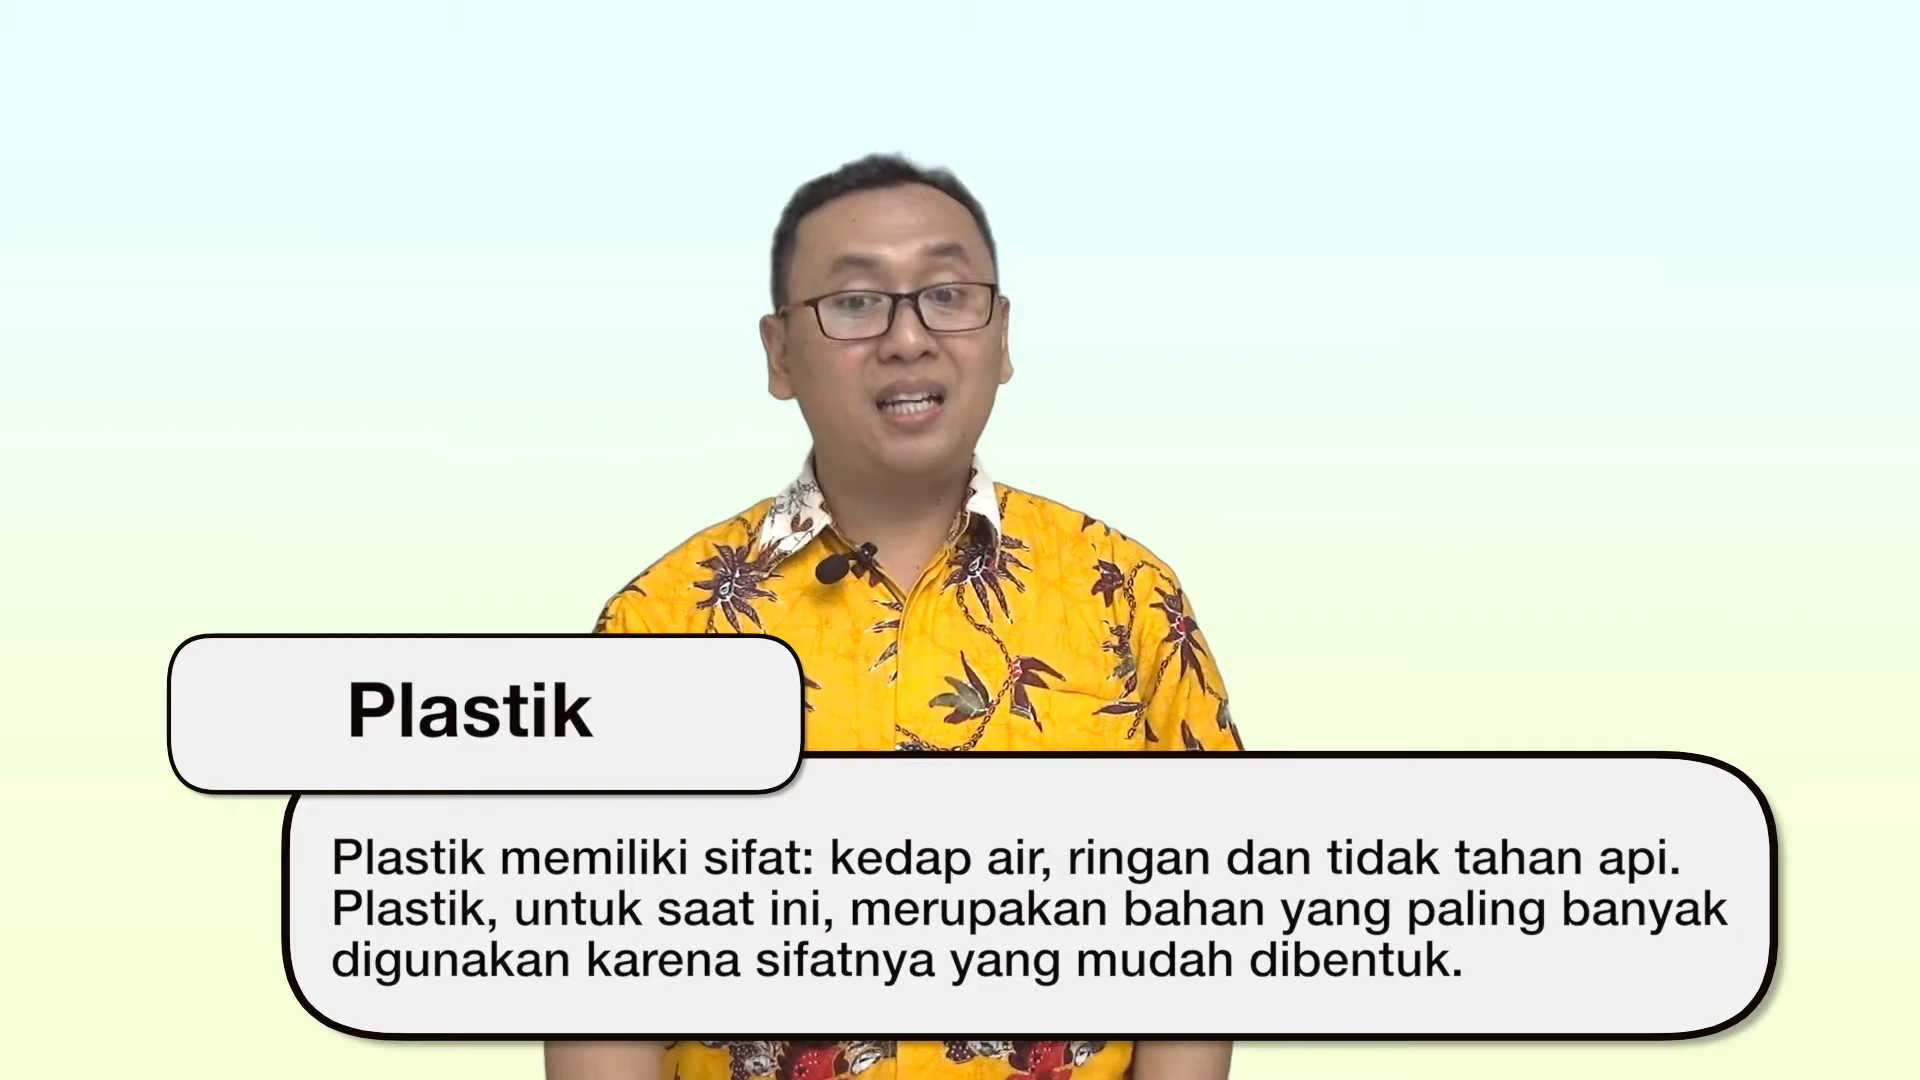 Plastik
Plastik memiliki sifat: kedap air, ringan dan tidak tahan api.
Plastik, untuk saat ini, merupakan bahan yang paling banyak
digunakan karena sifatnya yang mudah dibentuk.